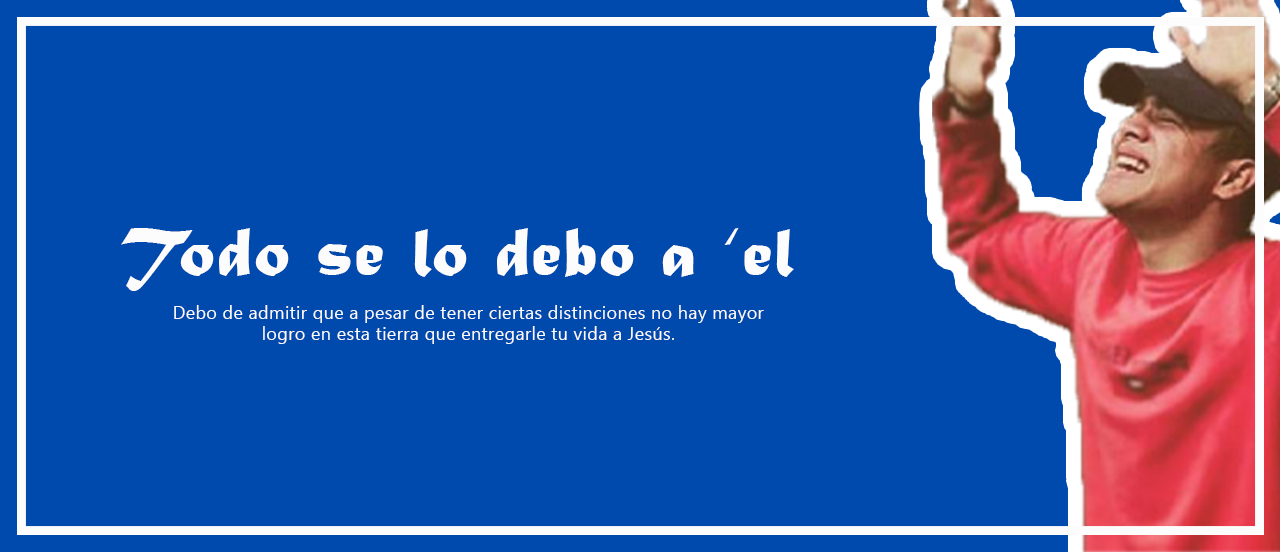 Todo se lo debo a ´el
Debo de admitir que a pesar de tener ciertas distinciones no hay mayor
logro en esta tierra que entregarle tu vida a Jesús.